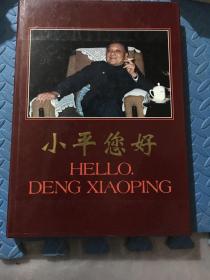 小平您好
HELLO.
DENG XIAOPING